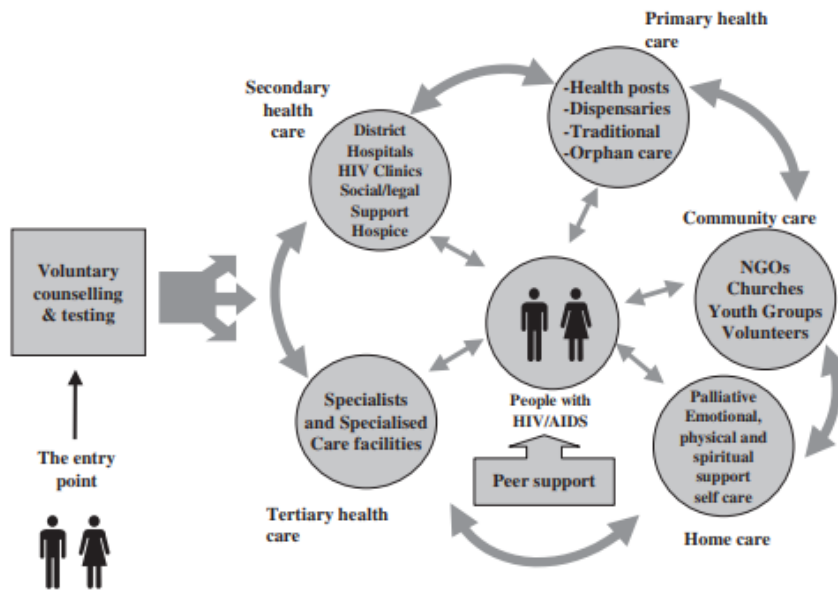 Primary health
care
-Health posts
-Dispensaries
-Traditional
-Orphan care
Secondary
health
care
District
Hospitals
HIV Clinics
Social/legal
Support
Hospice
Community care
NGOs
Churches
Youth Groups
Volunteers
Voluntary
counselling
& testing
The entry
point
People with
HIV/AIDS
Peer support
Specialists
and Specialised
Care facilities
Tertiary health
care
Palliative
Emotional,
physical and
spiritual
support
self care
Home care